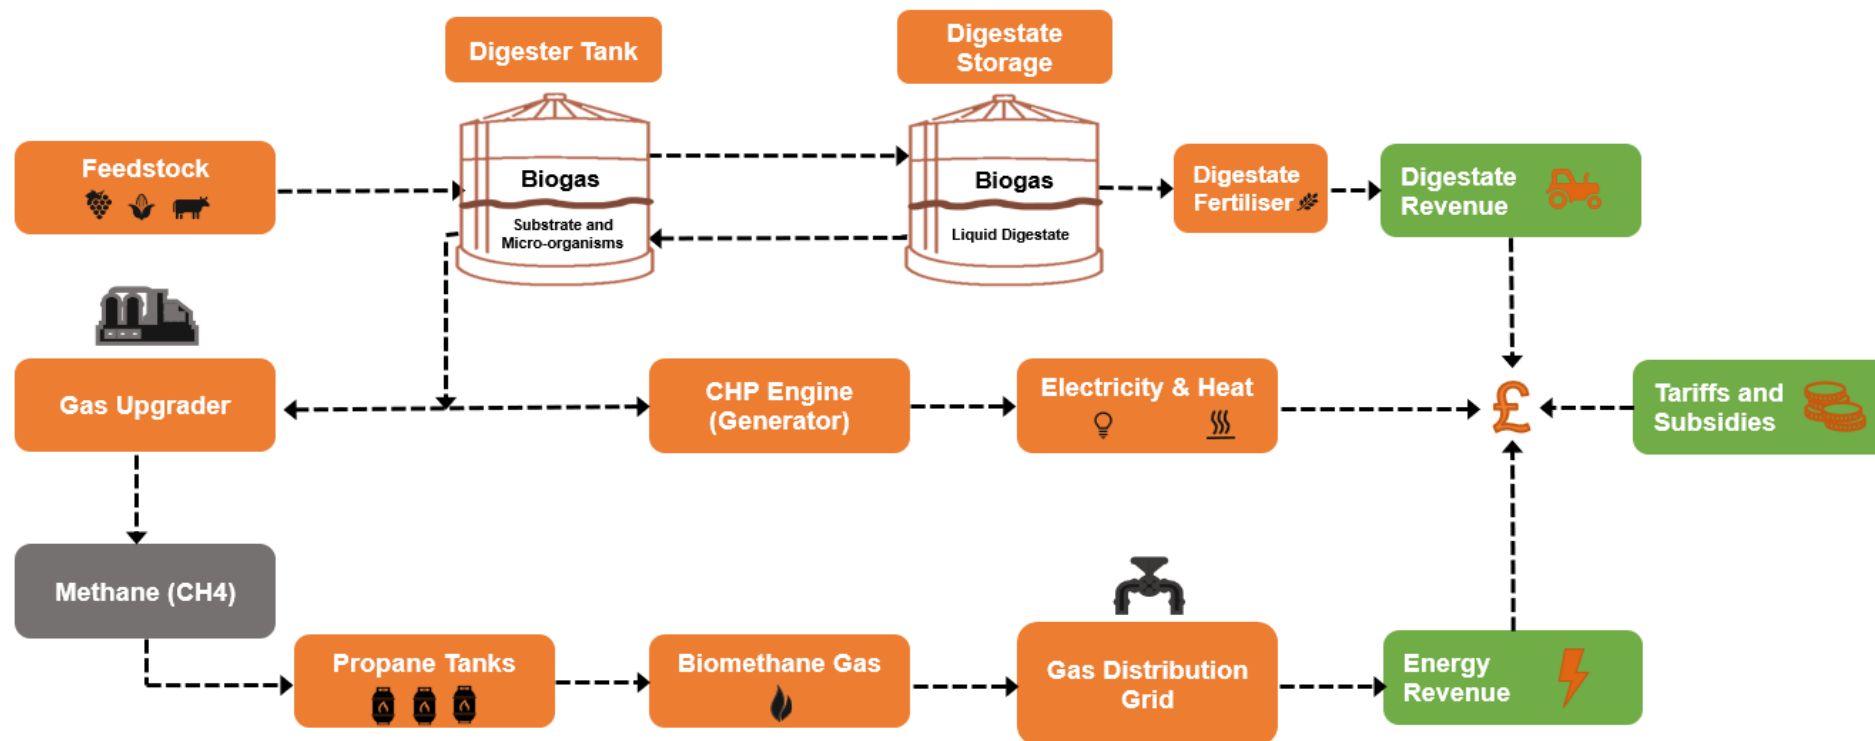 Digester Tank
Digestate
Storage
Feedstock
Biogas
Substrate and
Micro-organisms
Biogas
Liquid Digestate
Digestate
Fertiliser
Digestate
Revenue
Gas Upgrader
CHP Engine
(Generator)
Electricity & Heat
£
Tariffs and
Subsidies
Methane (CH4)
Propane Tanks
Biomethane Gas
Gas Distribution
Grid
Energy
Revenue